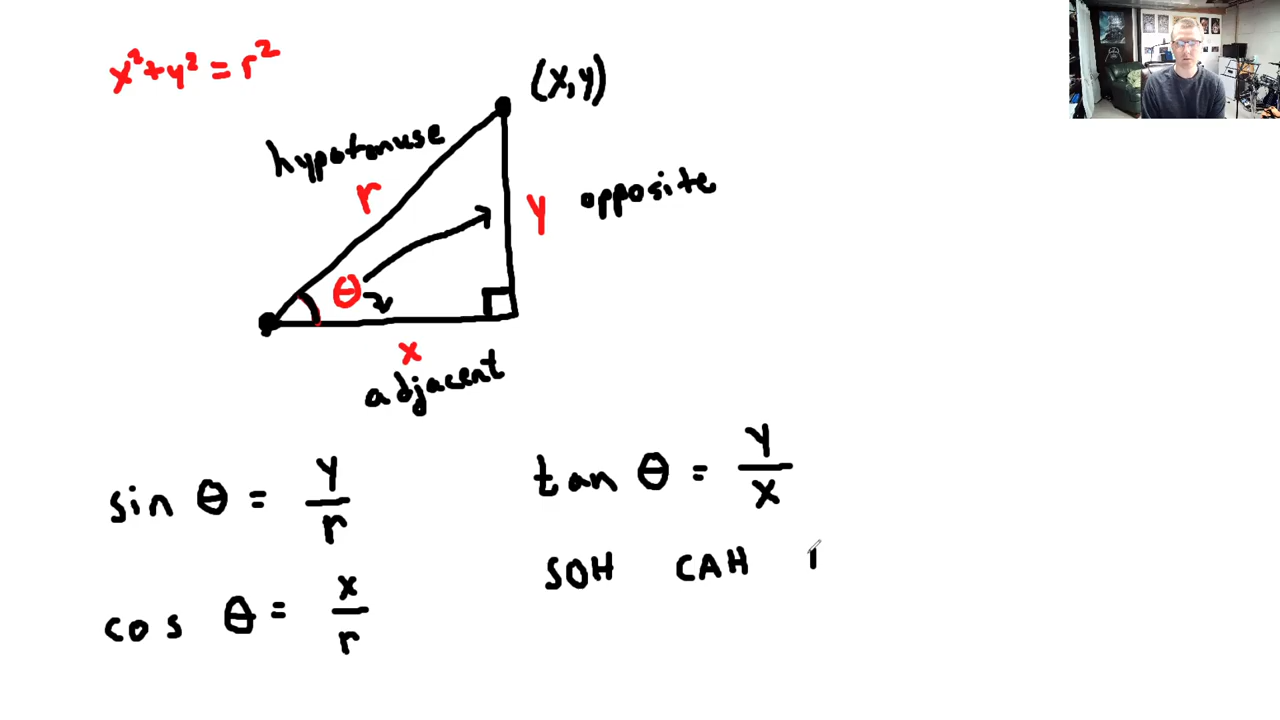 x²+y²=r²
(x,y)
hypotenuse
r
y opposite
θ
x
adjacent
sin θ = y/r
tan θ = y/x
SOH CAH
cos θ = x/r